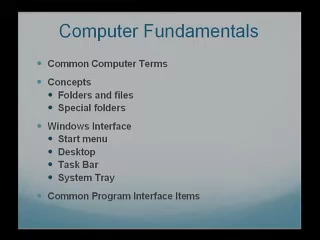 Computer Fundamentals
Common Computer Terms
Concepts
Folders and files
Special folders
Windows Interface
Start menu
Desktop
Task Bar
System Tray
Common Program Interface Items